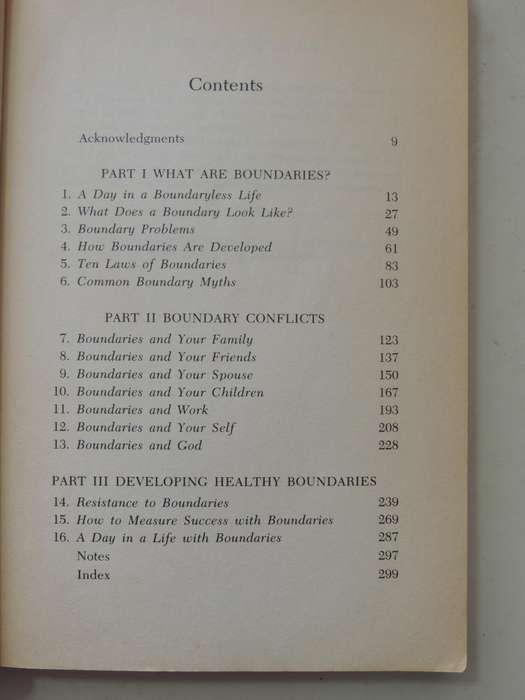 Contents
Acknowledgments 9
PART I WHAT ARE BOUNDARIES?
1. A Day in a Boundaryless Life 13
2. What Does a Boundary Look Like? 27
3. Boundary Problems 49
4. How Boundaries Are Developed 61
5. Ten Laws of Boundaries 83
6. Common Boundary Myths 103
PART II BOUNDARY CONFLICTS
7. Boundaries and Your Family 123
8. Boundaries and Your Friends 137
9. Boundaries and Your Spouse 150
10. Boundaries and Your Children 167
11. Boundaries and Work 193
12. Boundaries and Your Self 208
13. Boundaries and God 228
PART III DEVELOPING HEALTHY BOUNDARIES
14. Resistance to Boundaries 239
15. How to Measure Success with Boundaries 269
16. A Day in a Life with Boundaries 287
Notes 297
Index 299